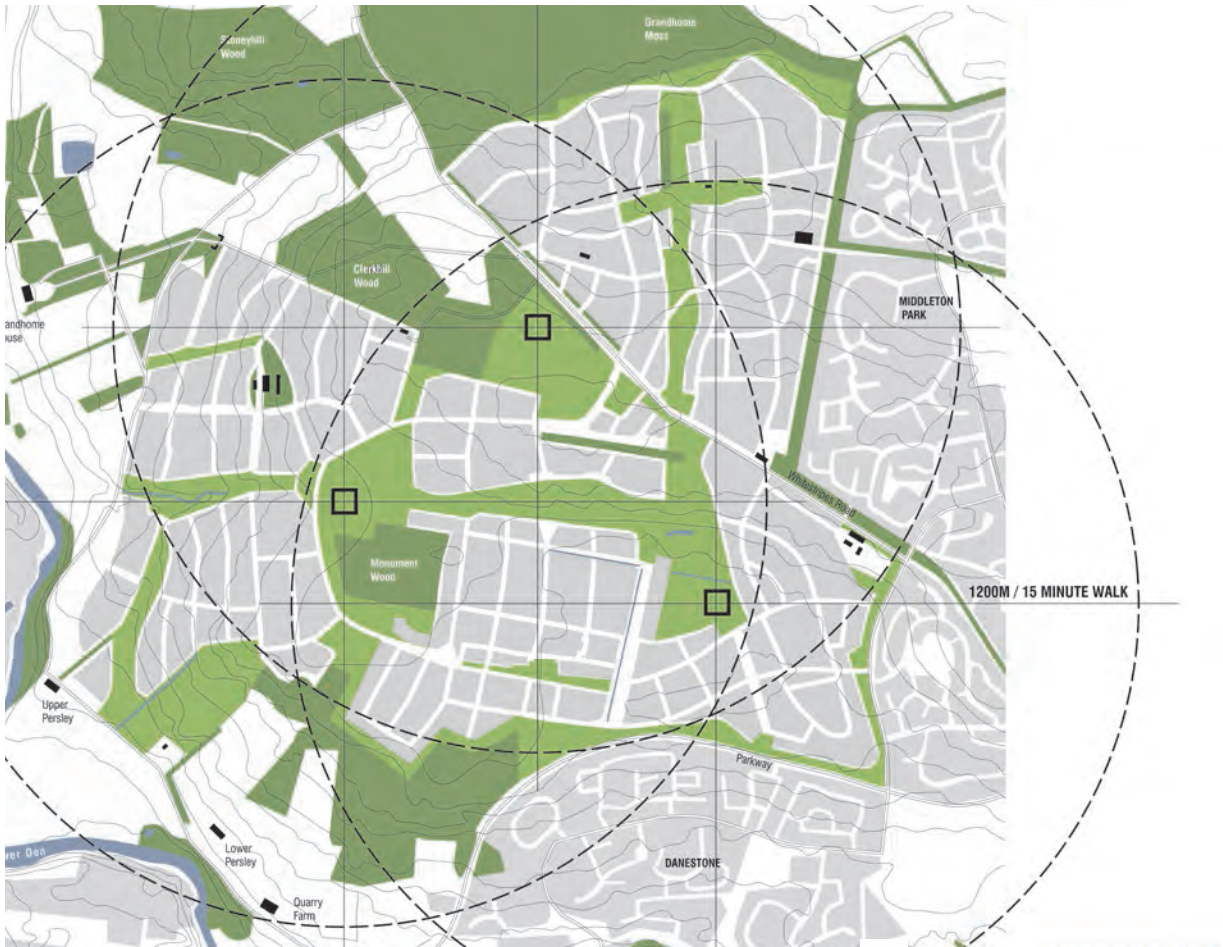 Stoneyhill
Wood
Grandhome
Moss
Clerkhill
Wood
MIDDLETON
PARK
andhome
ouse
Whitestripes Road
Monument
Wood
1200M / 15 MINUTE WALK
Upper
Persley
Parkway
Lower
Persley
ver Don
DANESTONE
Quarry
Farm